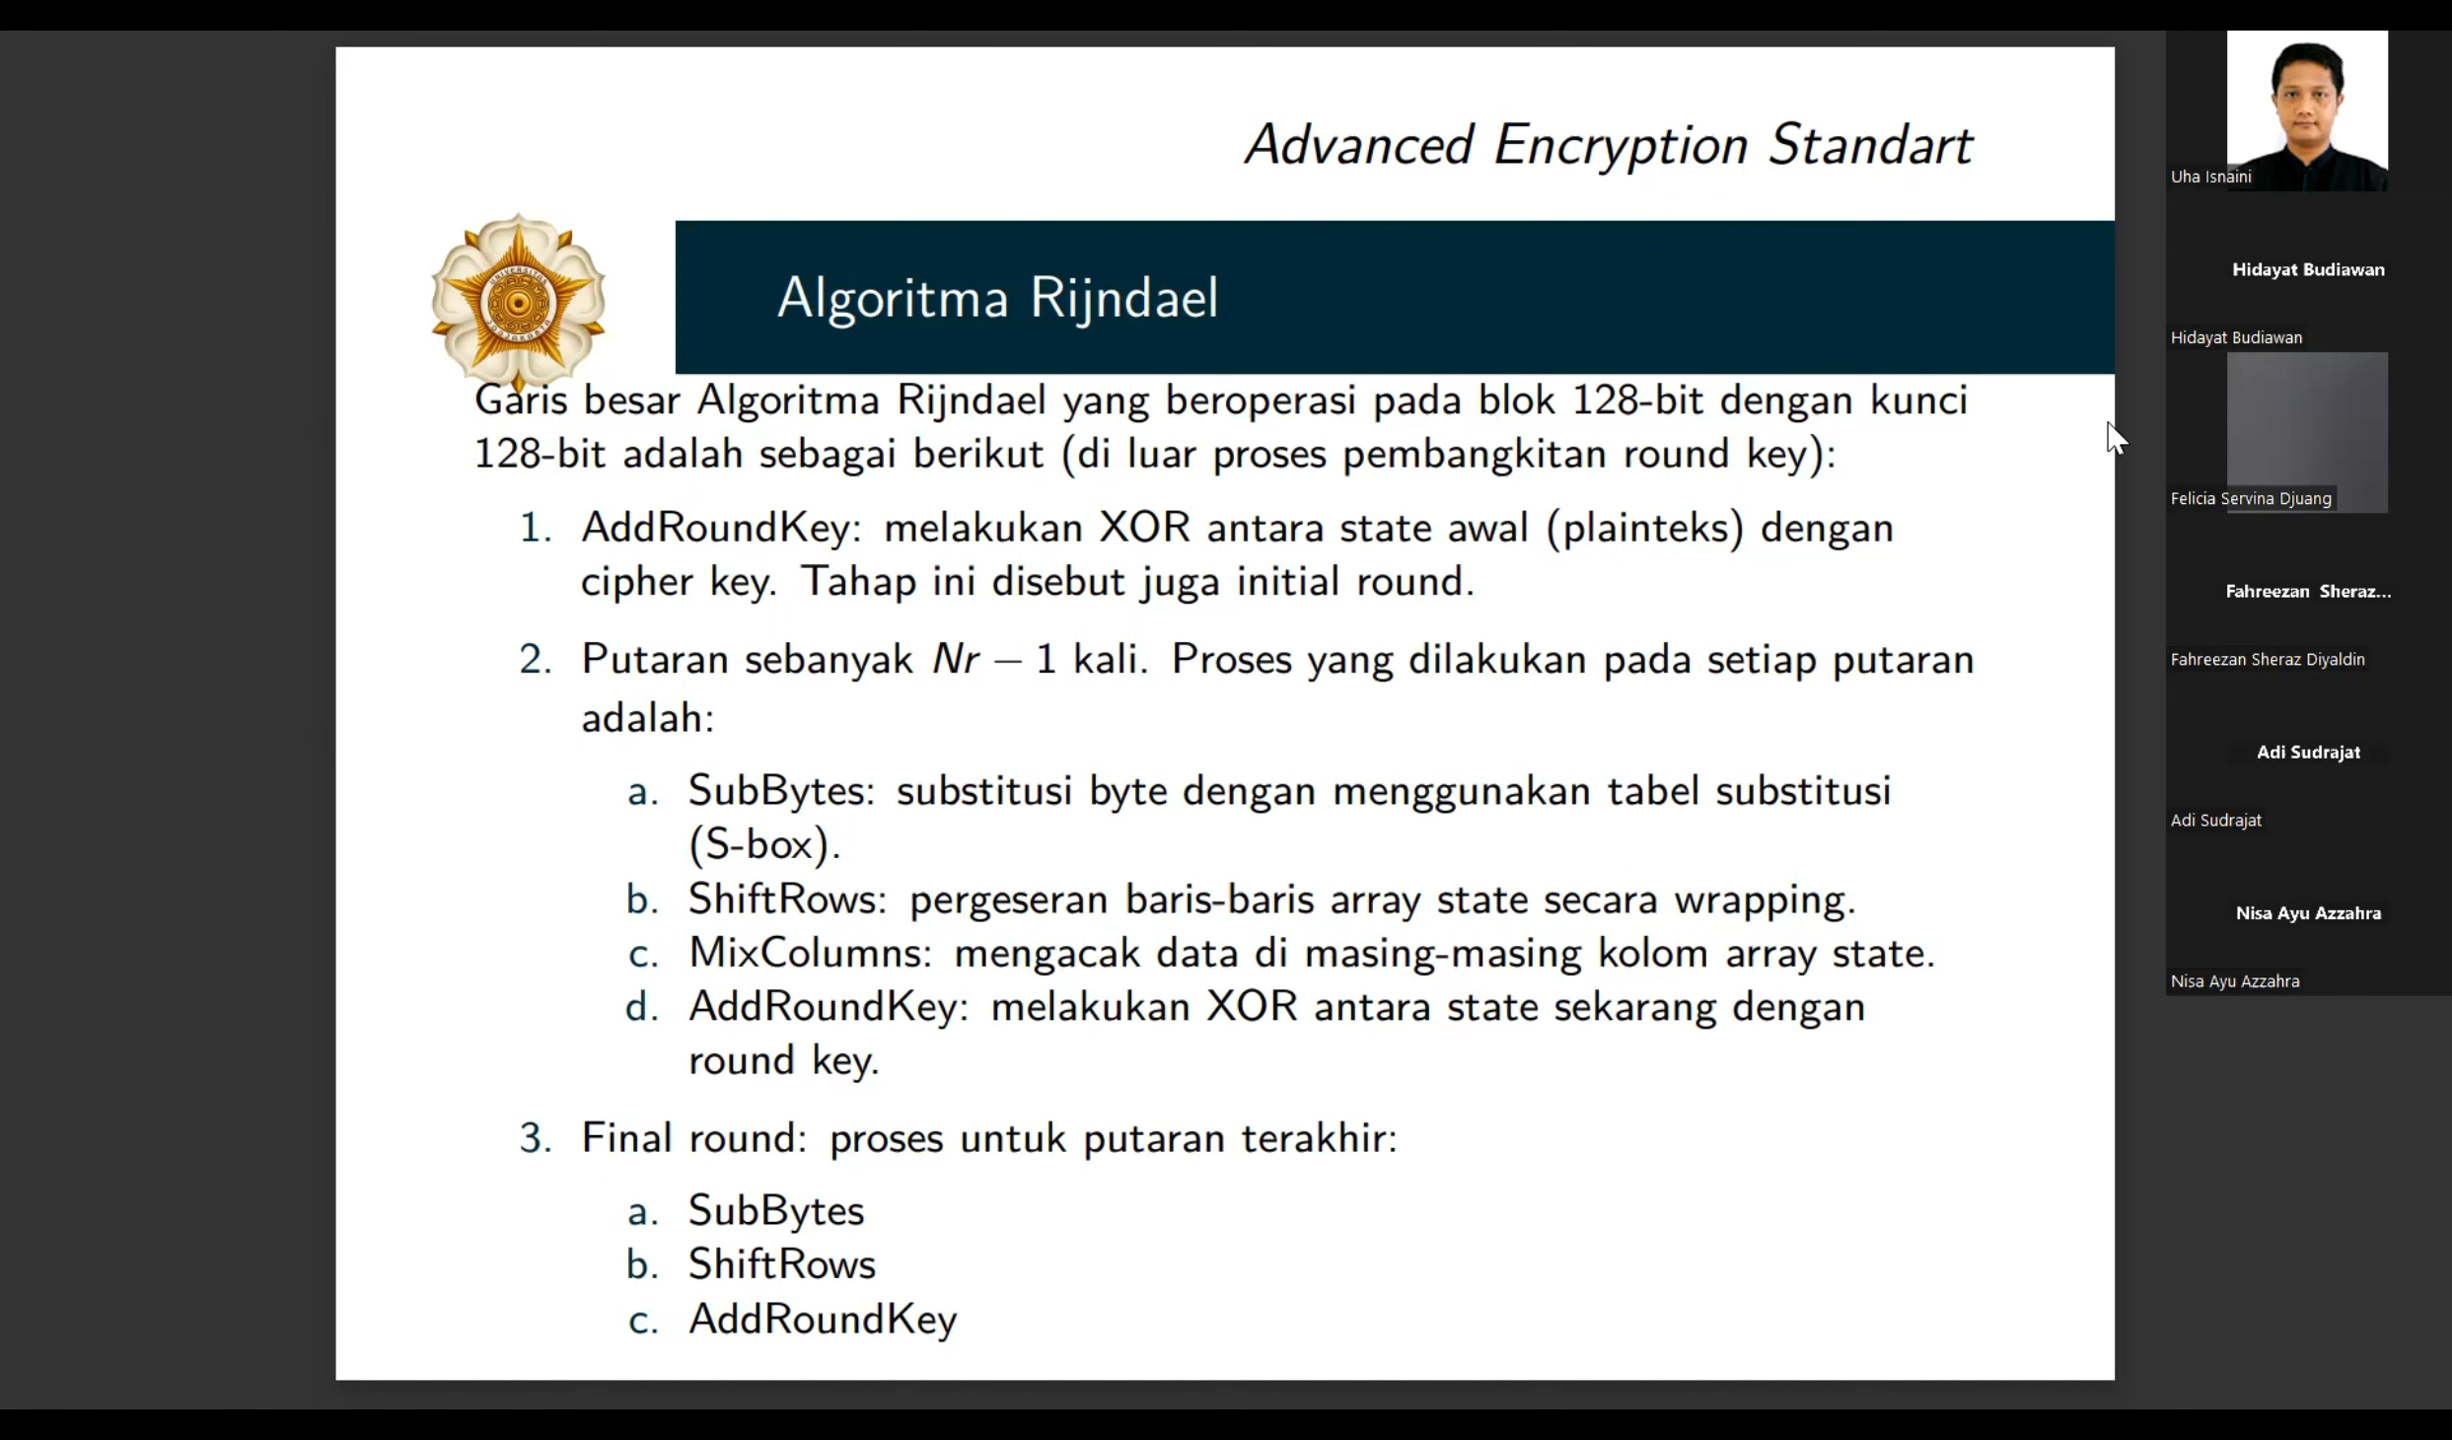 Advanced Encryption Standart
Algoritma Rijndael
Garis besar Algoritma Rijndael yang beroperasi pada blok 128-bit dengan kunci
128-bit adalah sebagai berikut (di luar proses pembangkitan round key):
1. AddRoundKey: melakukan XOR antara state awal (plainteks) dengan
cipher key. Tahap ini disebut juga initial round.
2. Putaran sebanyak Nr − 1 kali. Proses yang dilakukan pada setiap putaran
adalah:
a. SubBytes: substitusi byte dengan menggunakan tabel substitusi
(S-box).
b. ShiftRows: pergeseran baris-baris array state secara wrapping.
c. MixColumns: mengacak data di masing-masing kolom array state.
d. AddRoundKey: melakukan XOR antara state sekarang dengan
round key.
3. Final round: proses untuk putaran terakhir:
a. SubBytes
b. ShiftRows
c. AddRoundKey
Uha Isnaini
Hidayat Budiawan
Hidayat Budiawan
Felicia Servina Djuang
Fahreezan Sheraz...
Fahreezan Sheraz Diyaldin
Adi Sudrajat
Adi Sudrajat
Nisa Ayu Azzahra
Nisa Ayu Azzahra